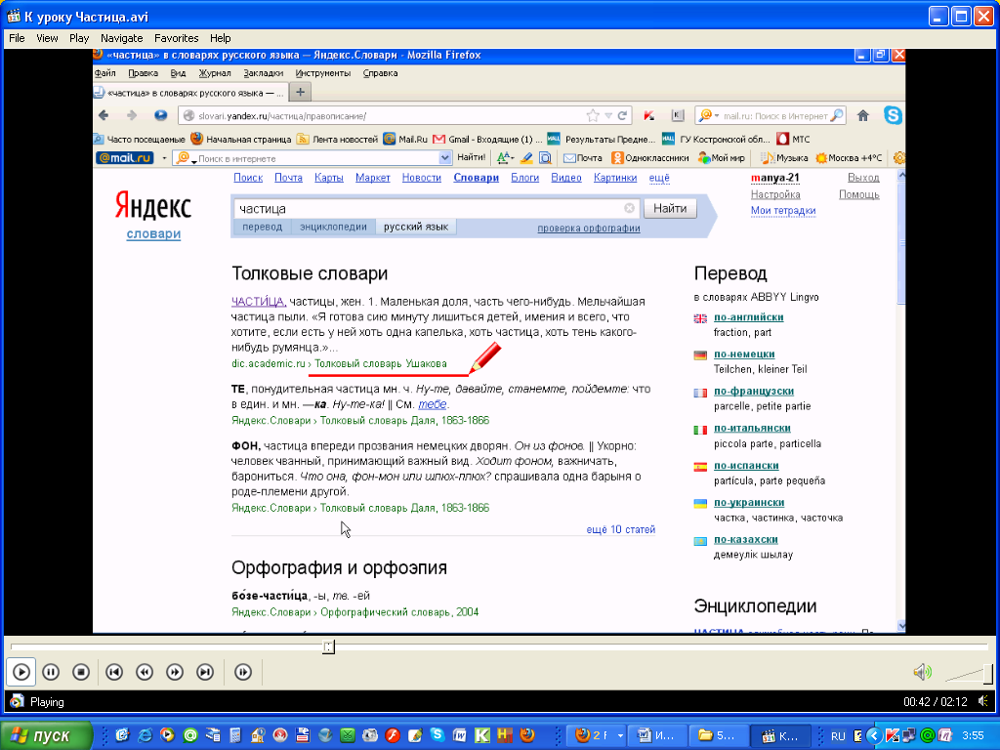 К уроку Частица.avi
File View Play Navigate Favorites Help
«частица» в словарях русского языка — Яндекс.Словари - Mozilla Firefox
Файл Правка Вид Журнал Закладки Инструменты Справка
«частица» в словарях русского языка — ... +
slovari.yandex.ru/частица/правописание/ mail.ru: Поиск в Интернет
Часто посещаемые Начальная страница Лента новостей Mail.Ru Gmail - Входящие (1) ... Результаты Предме... ГУ Костромской обл... МТС
@mail.ru Поиск в интернете Найти! Почта Одноклассники Мой мир Музыка Москва +4°C
Поиск Почта Карты Маркет Новости Словари Блоги Видео Картинки ещё manya-21 Выход
Настройка Помощь
Мои тетрадки
Яндекс
словари
частица Найти
перевод энциклопедии русский язык проверка орфографии
Толковые словари
ЧАСТИ́ЦА, частицы, жен. 1. Маленькая доля, часть чего-нибудь. Мельчайшая
частица пыли. «Я готова сию минуту лишиться детей, имения и всего, что
хотите, если есть у ней хоть одна капелька, хоть частица, хоть тень какого-
нибудь румянца.»...
dic.academic.ru › Толковый словарь Ушакова
ТЕ, понудительная частица мн. ч. Ну-те, давайте, станемте, пойдемте: что
в един. и мн. —ка. Ну-те-ка! || См. тебе.
Яндекс.Словари › Толковый словарь Даля, 1863-1866
ФОН, частица впереди прозвания немецких дворян. Он из фонов. || Укорно:
человек чванный, принимающий важный вид. Ходит фоном, важничать,
барониться. Что она, фон-мон или шлюх-плюх? спрашивала одна барыня о
роде-племени другой.
Яндекс.Словари › Толковый словарь Даля, 1863-1866
ещё 10 статей
Орфография и орфоэпия
бо́зе-части́ца, -ы, тв. -ей
Яндекс.Словари › Орфографический словарь, 2004
Перевод
в словарях ABBYY Lingvo
по-английски
fraction, part
по-немецки
Teilchen, kleiner Teil
по-французски
parcelle, petite partie
по-итальянски
piccola parte, particella
по-испански
partícula, parte pequeña
по-украински
частка, частинка, часточка
по-казахски
демеулік шылау
Энциклопедии
Playing 00:42 / 02:12
пуск 2 F И... 5... К... RU 3:55